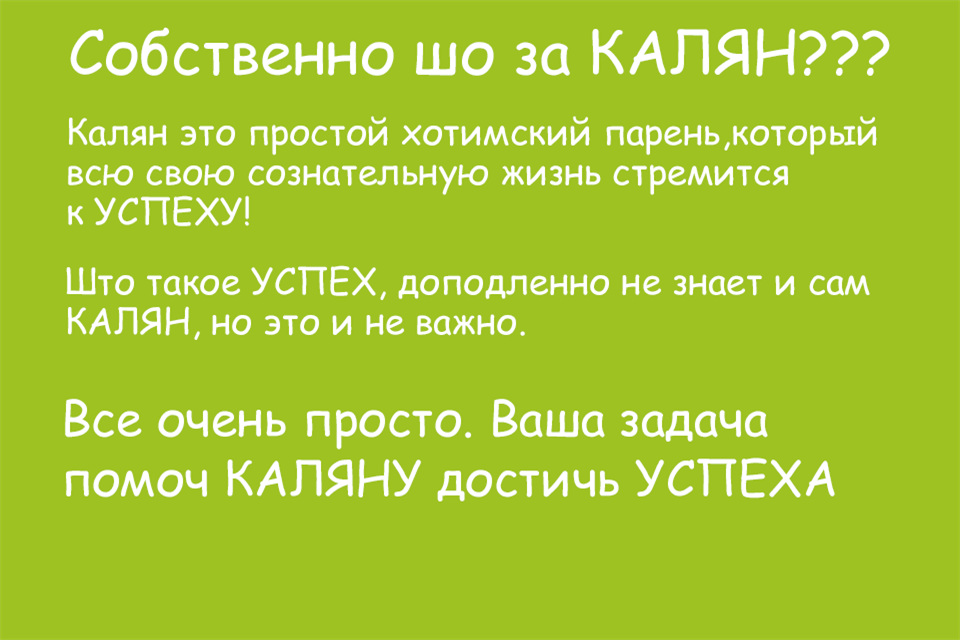 Собственно шо за КАЛЯН???
Калян это простой хотимский парень,который
всю свою сознательную жизнь стремится
к УСПЕХУ!
Што такое УСПЕХ, доподленно не знает и сам
КАЛЯН, но это и не важно.
Все очень просто. Ваша задача
помоч КАЛЯНУ достичь УСПЕХА